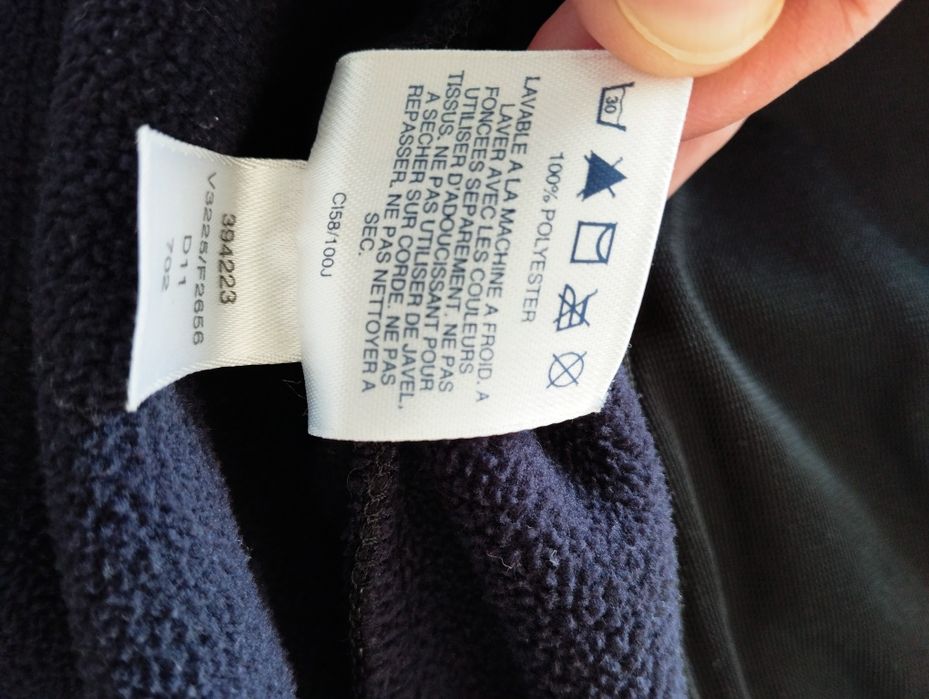 30
100% POLYESTER
LAVABLE A LA MACHINE A FROID. A
LAVER AVEC LES COULEURS
FONCEES SEPAREMENT. NE PAS
UTILISER D'ADOUCISSANT POUR
TISSUS. NE PAS UTILISER DE JAVEL,
A SECHER SUR CORDE. NE PAS
REPASSER. NE PAS NETTOYER A
SEC.
CI58/100J
394223
V3225/F2656
D11
702